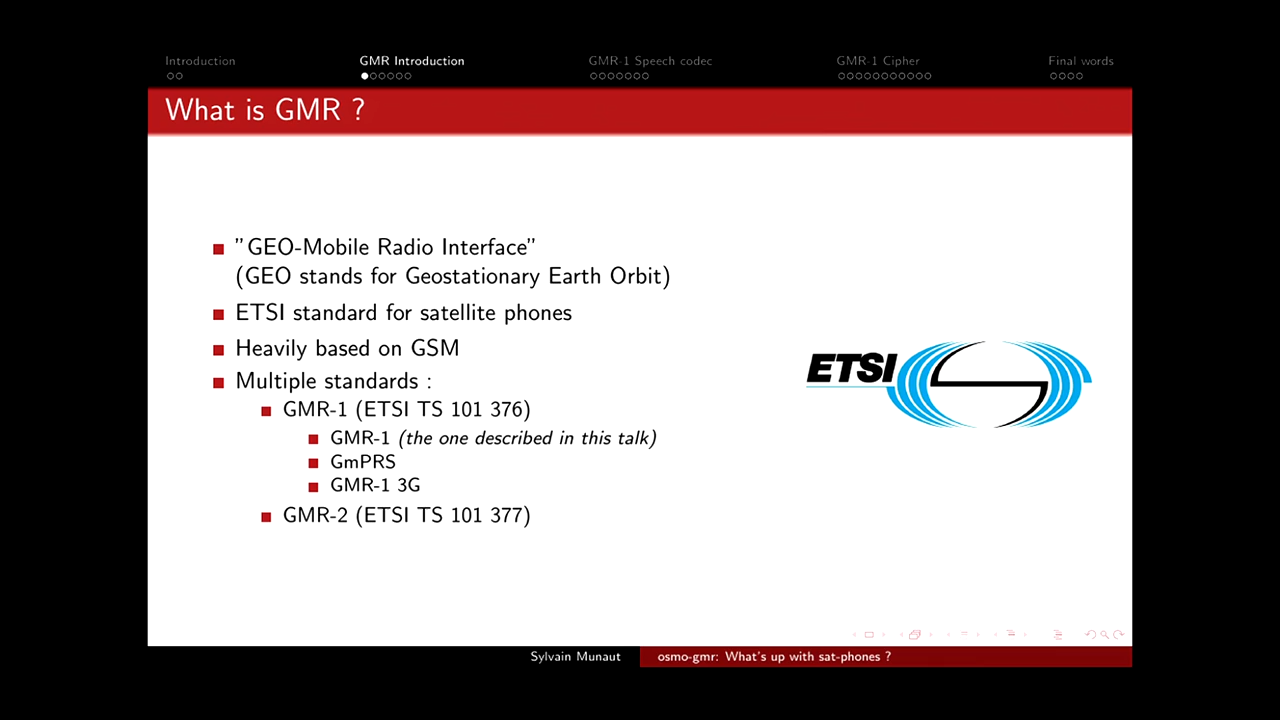 Introduction
GMR Introduction
GMR-1 Speech codec
GMR-1 Cipher
Final words
What is GMR ?
"GEO-Mobile Radio Interface"
(GEO stands for Geostationary Earth Orbit)
ETSI standard for satellite phones
Heavily based on GSM
Multiple standards :
GMR-1 (ETSI TS 101 376)
GMR-1 (the one described in this talk)
GmPRS
GMR-1 3G
GMR-2 (ETSI TS 101 377)
ETSI
Sylvain Munaut
osmo-gmr: What's up with sat-phones ?